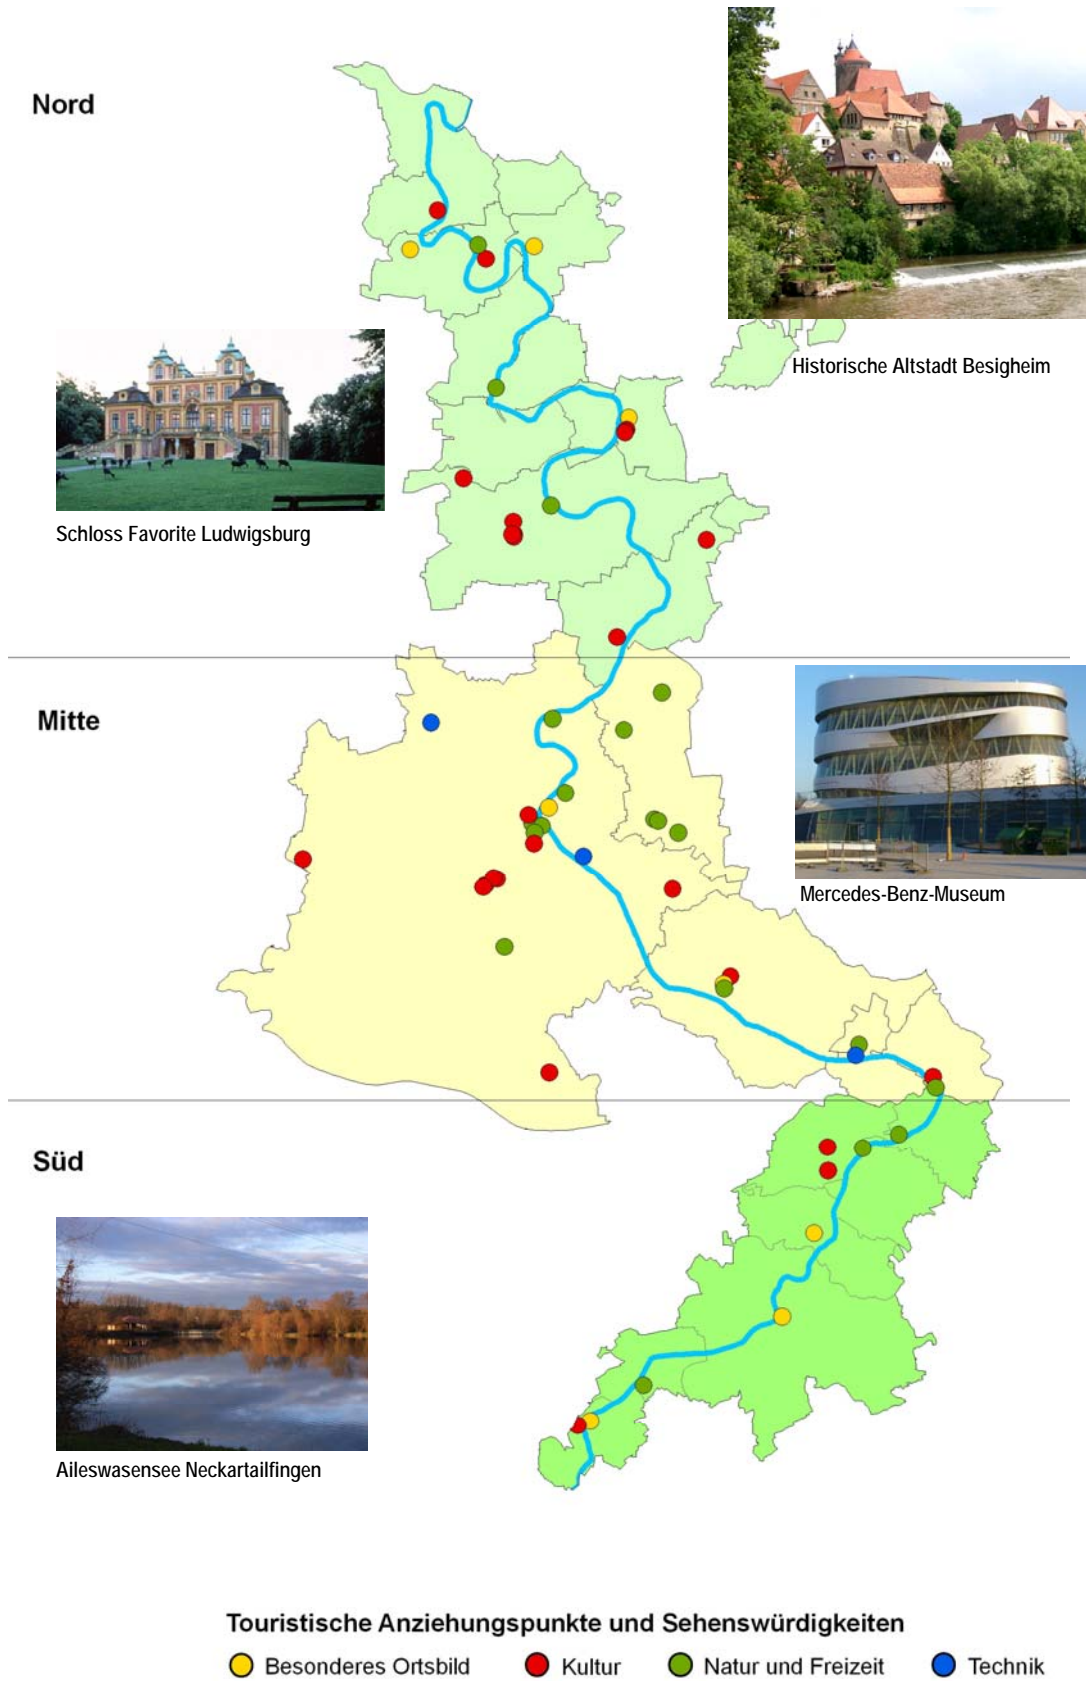 Nord
Historische Altstadt Besigheim
Schloss Favorite Ludwigsburg
Mitte
Mercedes-Benz-Museum
Süd
Aileswasensee Neckartailfingen
Touristische Anziehungspunkte und Sehenswürdigkeiten
Besonderes Ortsbild Kultur Natur und Freizeit Technik